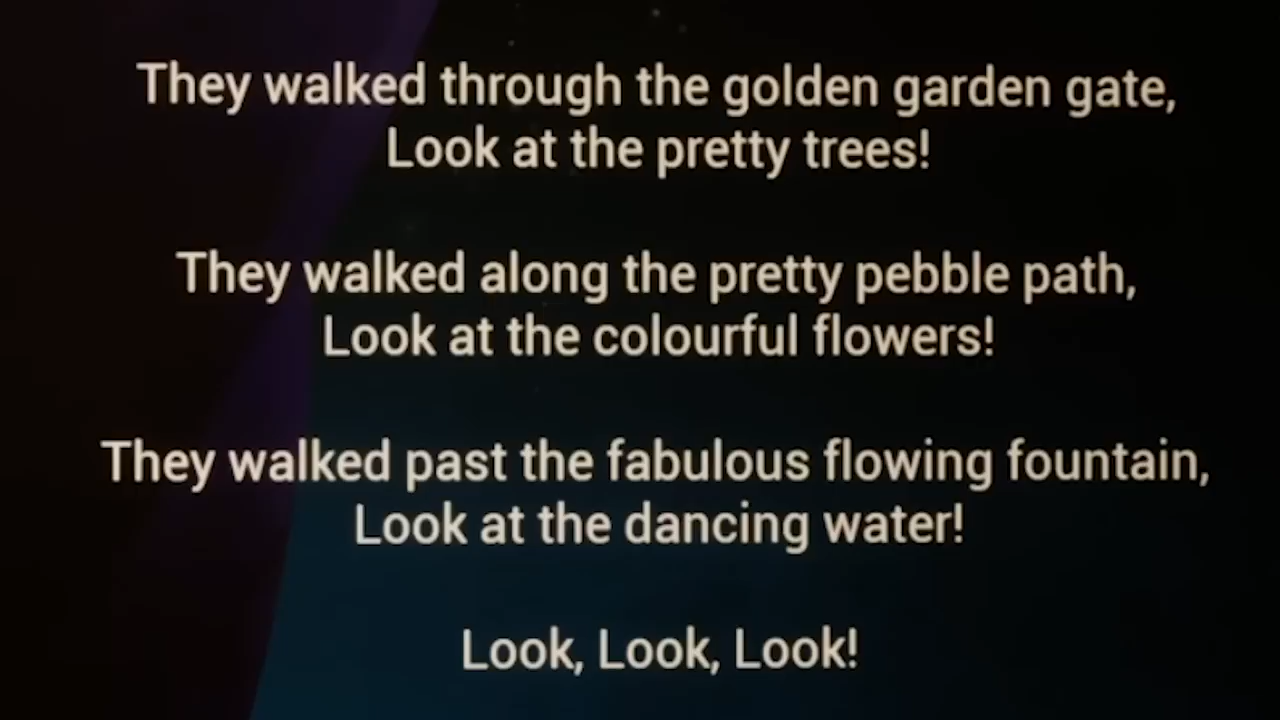 They walked through the golden garden gate,
Look at the pretty trees!
They walked along the pretty pebble path,
Look at the colourful flowers!
They walked past the fabulous flowing fountain,
Look at the dancing water!
Look, Look, Look!